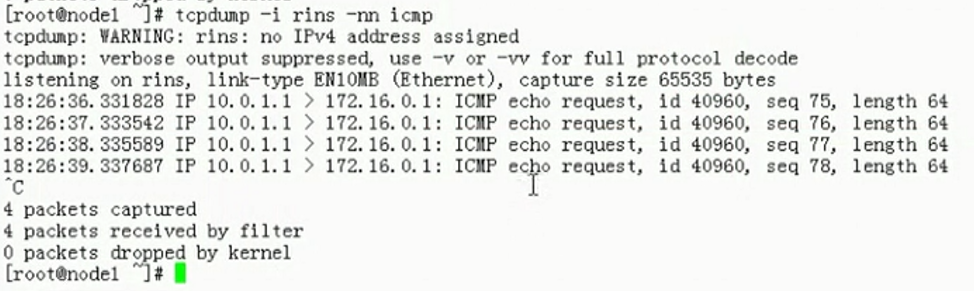 [root@node1 ~]# tcpdump -i rins -nn icmp
tcpdump: WARNING: rins: no IPv4 address assigned
tcpdump: verbose output suppressed, use -v or -vv for full protocol decode
listening on rins, link-type EN10MB (Ethernet), capture size 65535 bytes
18:26:36.331828 IP 10.0.1.1 > 172.16.0.1: ICMP echo request, id 40960, seq 75, length 64
18:26:37.333542 IP 10.0.1.1 > 172.16.0.1: ICMP echo request, id 40960, seq 76, length 64
18:26:38.335589 IP 10.0.1.1 > 172.16.0.1: ICMP echo request, id 40960, seq 77, length 64
18:26:39.337687 IP 10.0.1.1 > 172.16.0.1: ICMP echo request, id 40960, seq 78, length 64
^C
4 packets captured
4 packets received by filter
0 packets dropped by kernel
[root@node1 ~]#